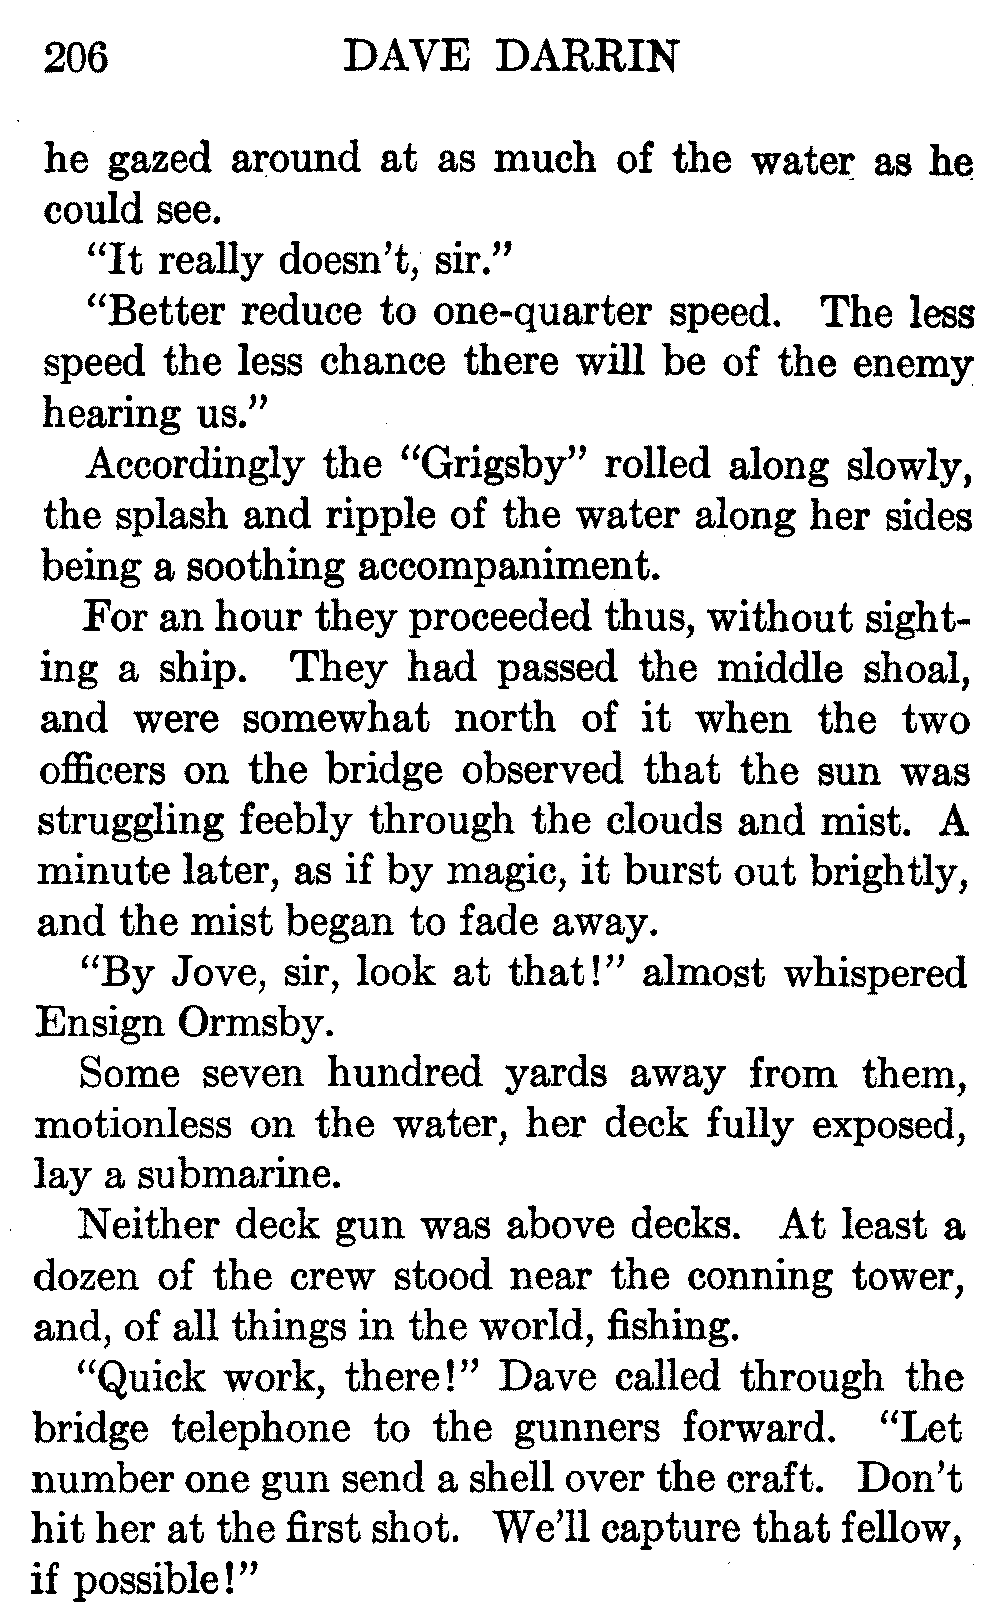 206 DAVE DARRIN
he gazed around at as much of the water as he
could see.
“It really doesn’t, sir.”
“Better reduce to one-quarter speed. The less
speed the less chance there will be of the enemy
hearing us.”
Accordingly the “Grigsby” rolled along slowly,
the splash and ripple of the water along her sides
being a soothing accompaniment.
For an hour they proceeded thus, without sight-
ing a ship. They had passed the middle shoal,
and were somewhat north of it when the two
officers on the bridge observed that the sun was
struggling feebly through the clouds and mist. A
minute later, as if by magic, it burst out brightly,
and the mist began to fade away.
“By Jove, sir, look at that!” almost whispered
Ensign Ormsby.
Some seven hundred yards away from them,
motionless on the water, her deck fully exposed,
lay a submarine.
Neither deck gun was above decks. At least a
dozen of the crew stood near the conning tower,
and, of all things in the world, fishing.
“Quick work, there!” Dave called through the
bridge telephone to the gunners forward. “Let
number one gun send a shell over the craft. Don’t
hit her at the first shot. We’ll capture that fellow,
if possible!”